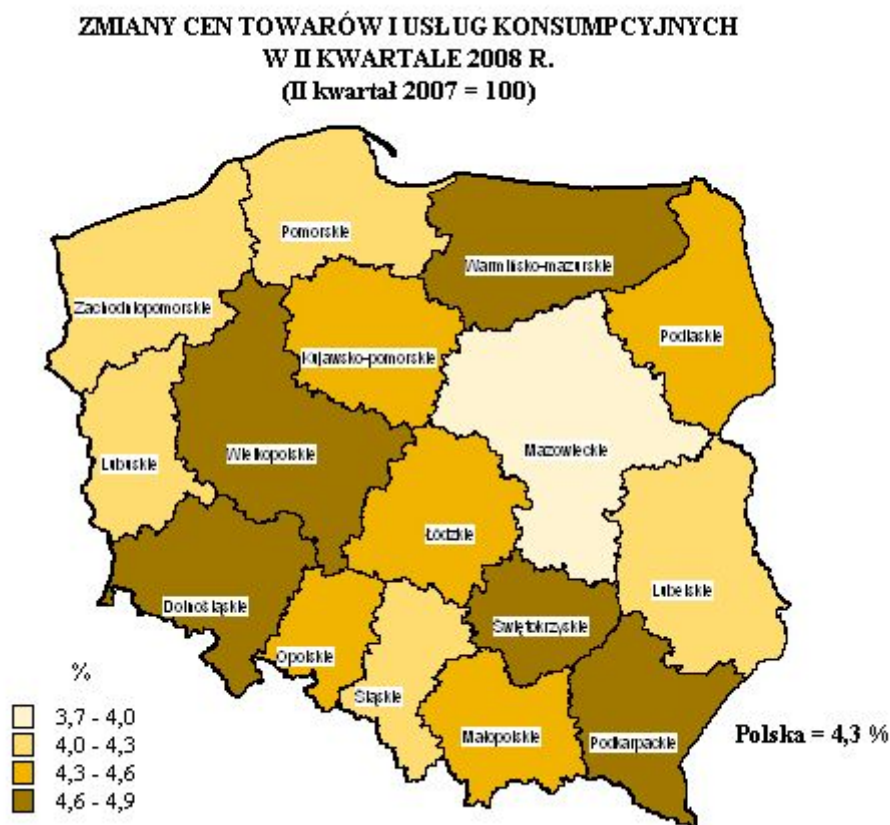 ZMIANY CEN TOWARÓW I USŁUG KONSUMPCYJNYCH
W II KWARTALE 2008 R.
(II kwartał 2007 = 100)
Pomorskie
Warmińsko-mazurskie
Zachodniopomorskie
Podlaskie
Kujawsko-pomorskie
Lubuskie
Wielkopolskie
Mazowieckie
Łódzkie
Lubelskie
Dolnośląskie
Świętokrzyskie
Opolskie
Śląskie
Małopolskie
Podkarpackie
%
3,7 - 4,0
4,0 - 4,3
4,3 - 4,6
4,6 - 4,9
Polska = 4,3 %